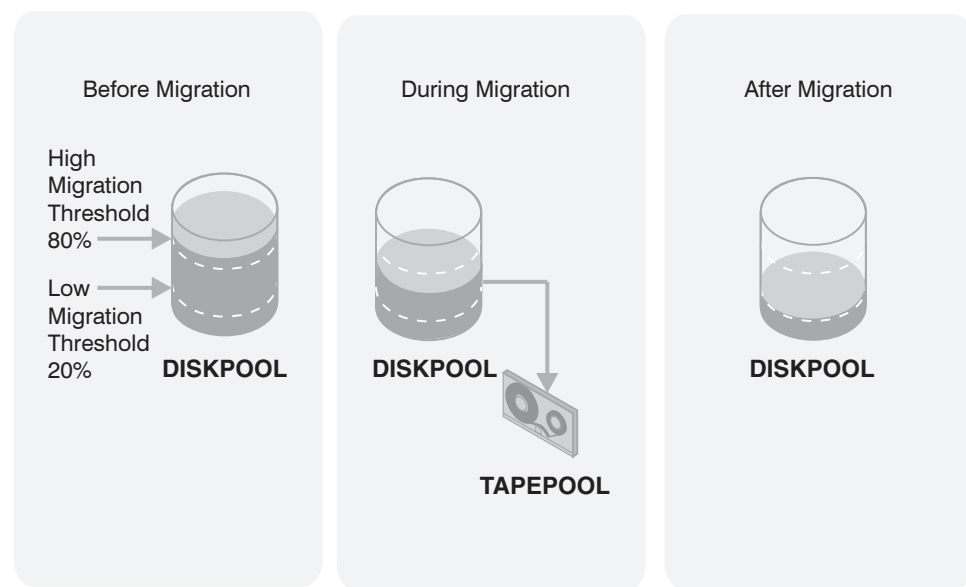 Before Migration
High
Migration
Threshold
80%
Low
Migration
Threshold
20%
DISKPOOL
During Migration
DISKPOOL
TAPEPOOL
After Migration
DISKPOOL